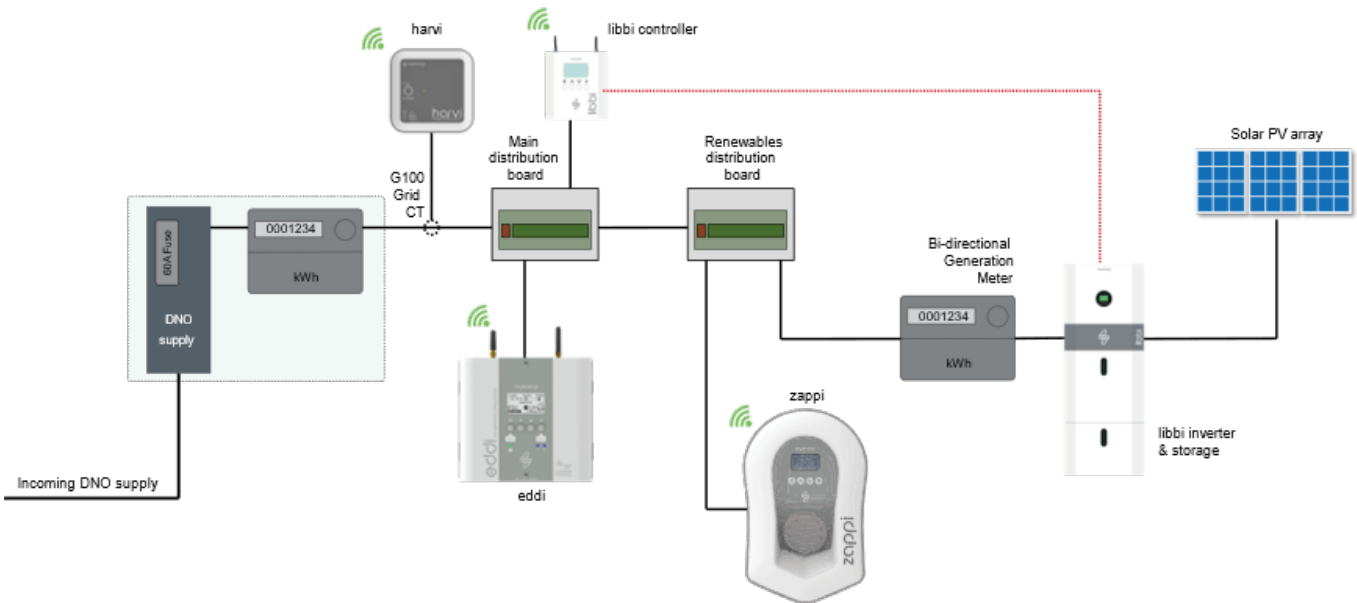 harvi
libbi controller
harvi
libbi
Solar PV array
Main
distribution
board
Renewables
distribution
board
G100
Grid
CT
60A Fuse
0001234
kWh
DNO
supply
Bi-directional
Generation
Meter
0001234
kWh
zappi
libbi inverter
& storage
eddi
Incoming DNO supply
eddi
zappi